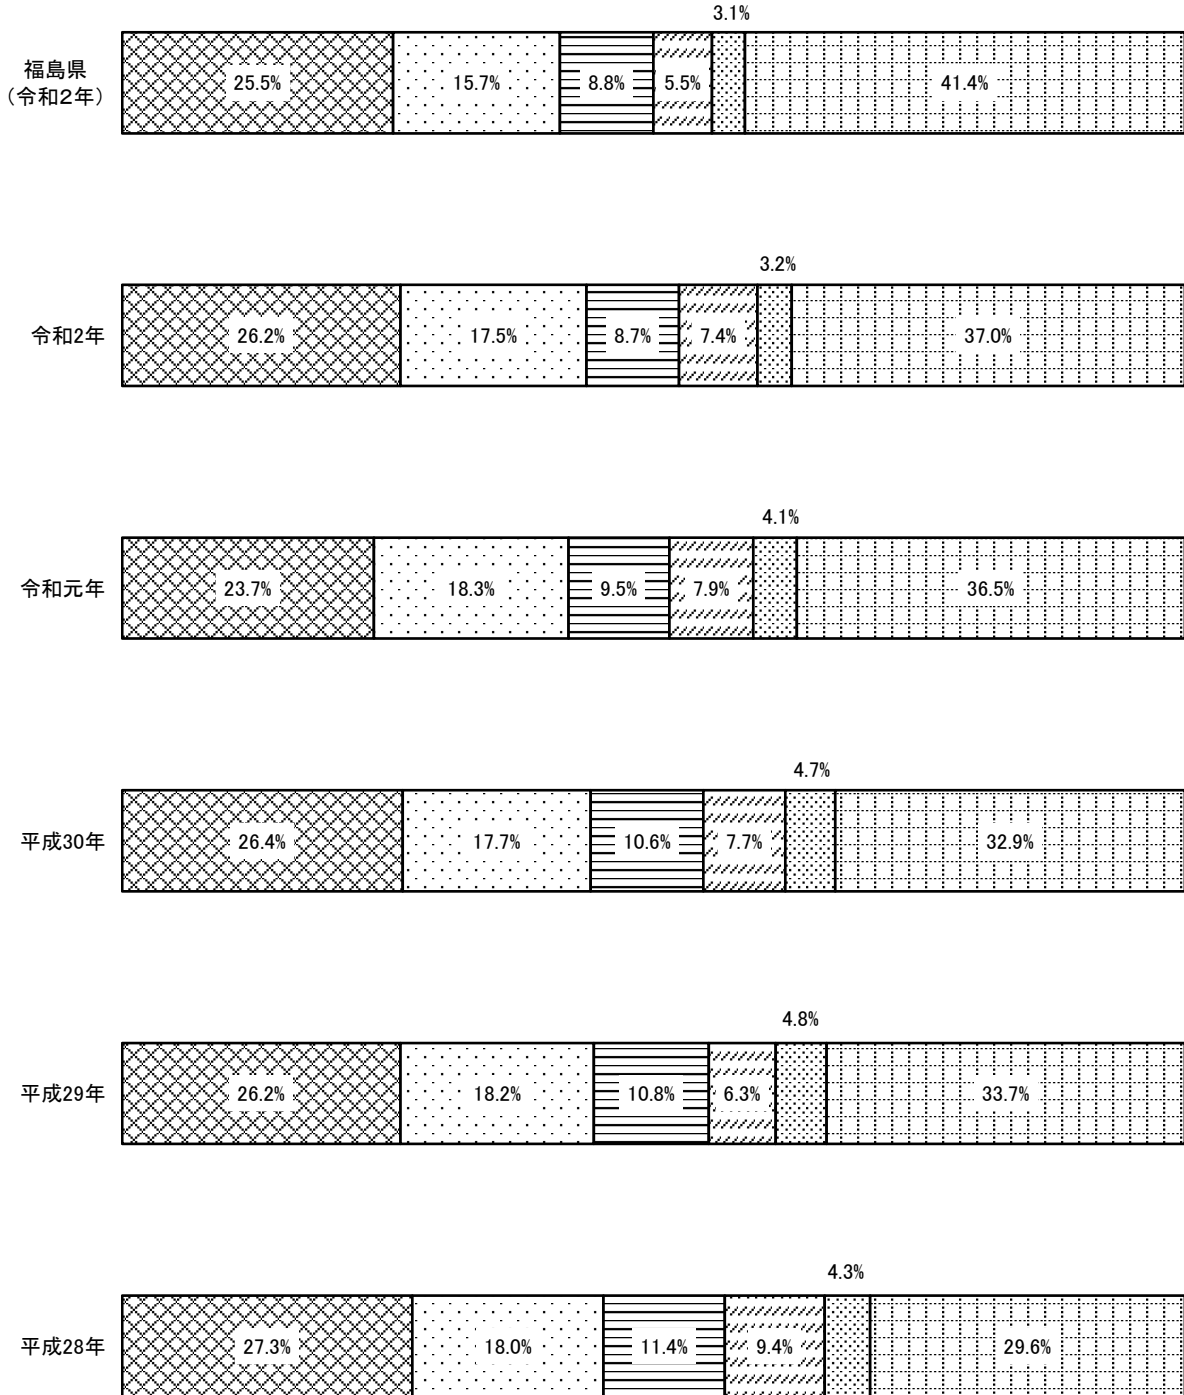 3.1%
福島県
（令和2年）
25.5% 15.7% 8.8% 5.5% 41.4%
3.2%
令和2年 26.2% 17.5% 8.7% 7.4% 37.0%
4.1%
令和元年 23.7% 18.3% 9.5% 7.9% 36.5%
4.7%
平成30年 26.4% 17.7% 10.6% 7.7% 32.9%
4.8%
平成29年 26.2% 18.2% 10.8% 6.3% 33.7%
4.3%
平成28年 27.3% 18.0% 11.4% 9.4% 29.6%